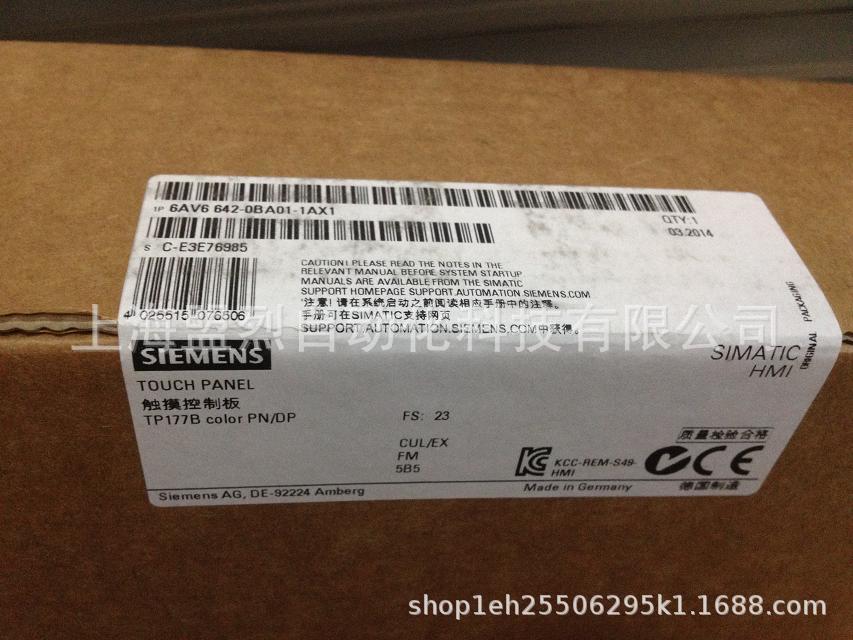 1P 6AV6 642-0BA01-1AX1
QTY:1
03.2014
S C-E3E76985
CAUTION! PLEASE READ THE NOTES IN THE
RELEVANT MANUAL BEFORE SYSTEM STARTUP
MANUALS ARE AVAILABLE FROM THE SIMATIC
SUPPORT HOMEPAGE SUPPORT.AUTOMATION.SIEMENS.COM
"注意! 请在系统启动之前阅读相应手册中的注意。
手册可在SIMATIC支持网页
SUPPORT.AUTOMATION.SIEMENS.COM中获得。
4 025515 076506
上海盟烈自动化科技有限公司
ORIGINAL PACKAGING
SIEMENS
SIMATIC
HMI
TOUCH PANEL
触摸控制板
TP177B color PN/DP
FS: 23
CUL/EX
FM
5B5
质量检验合格
KCC-REM-S49-
HMI
CE
Siemens AG, DE-92224 Amberg
Made in Germany
德国制造
shop1eh25506295k1.1688.com